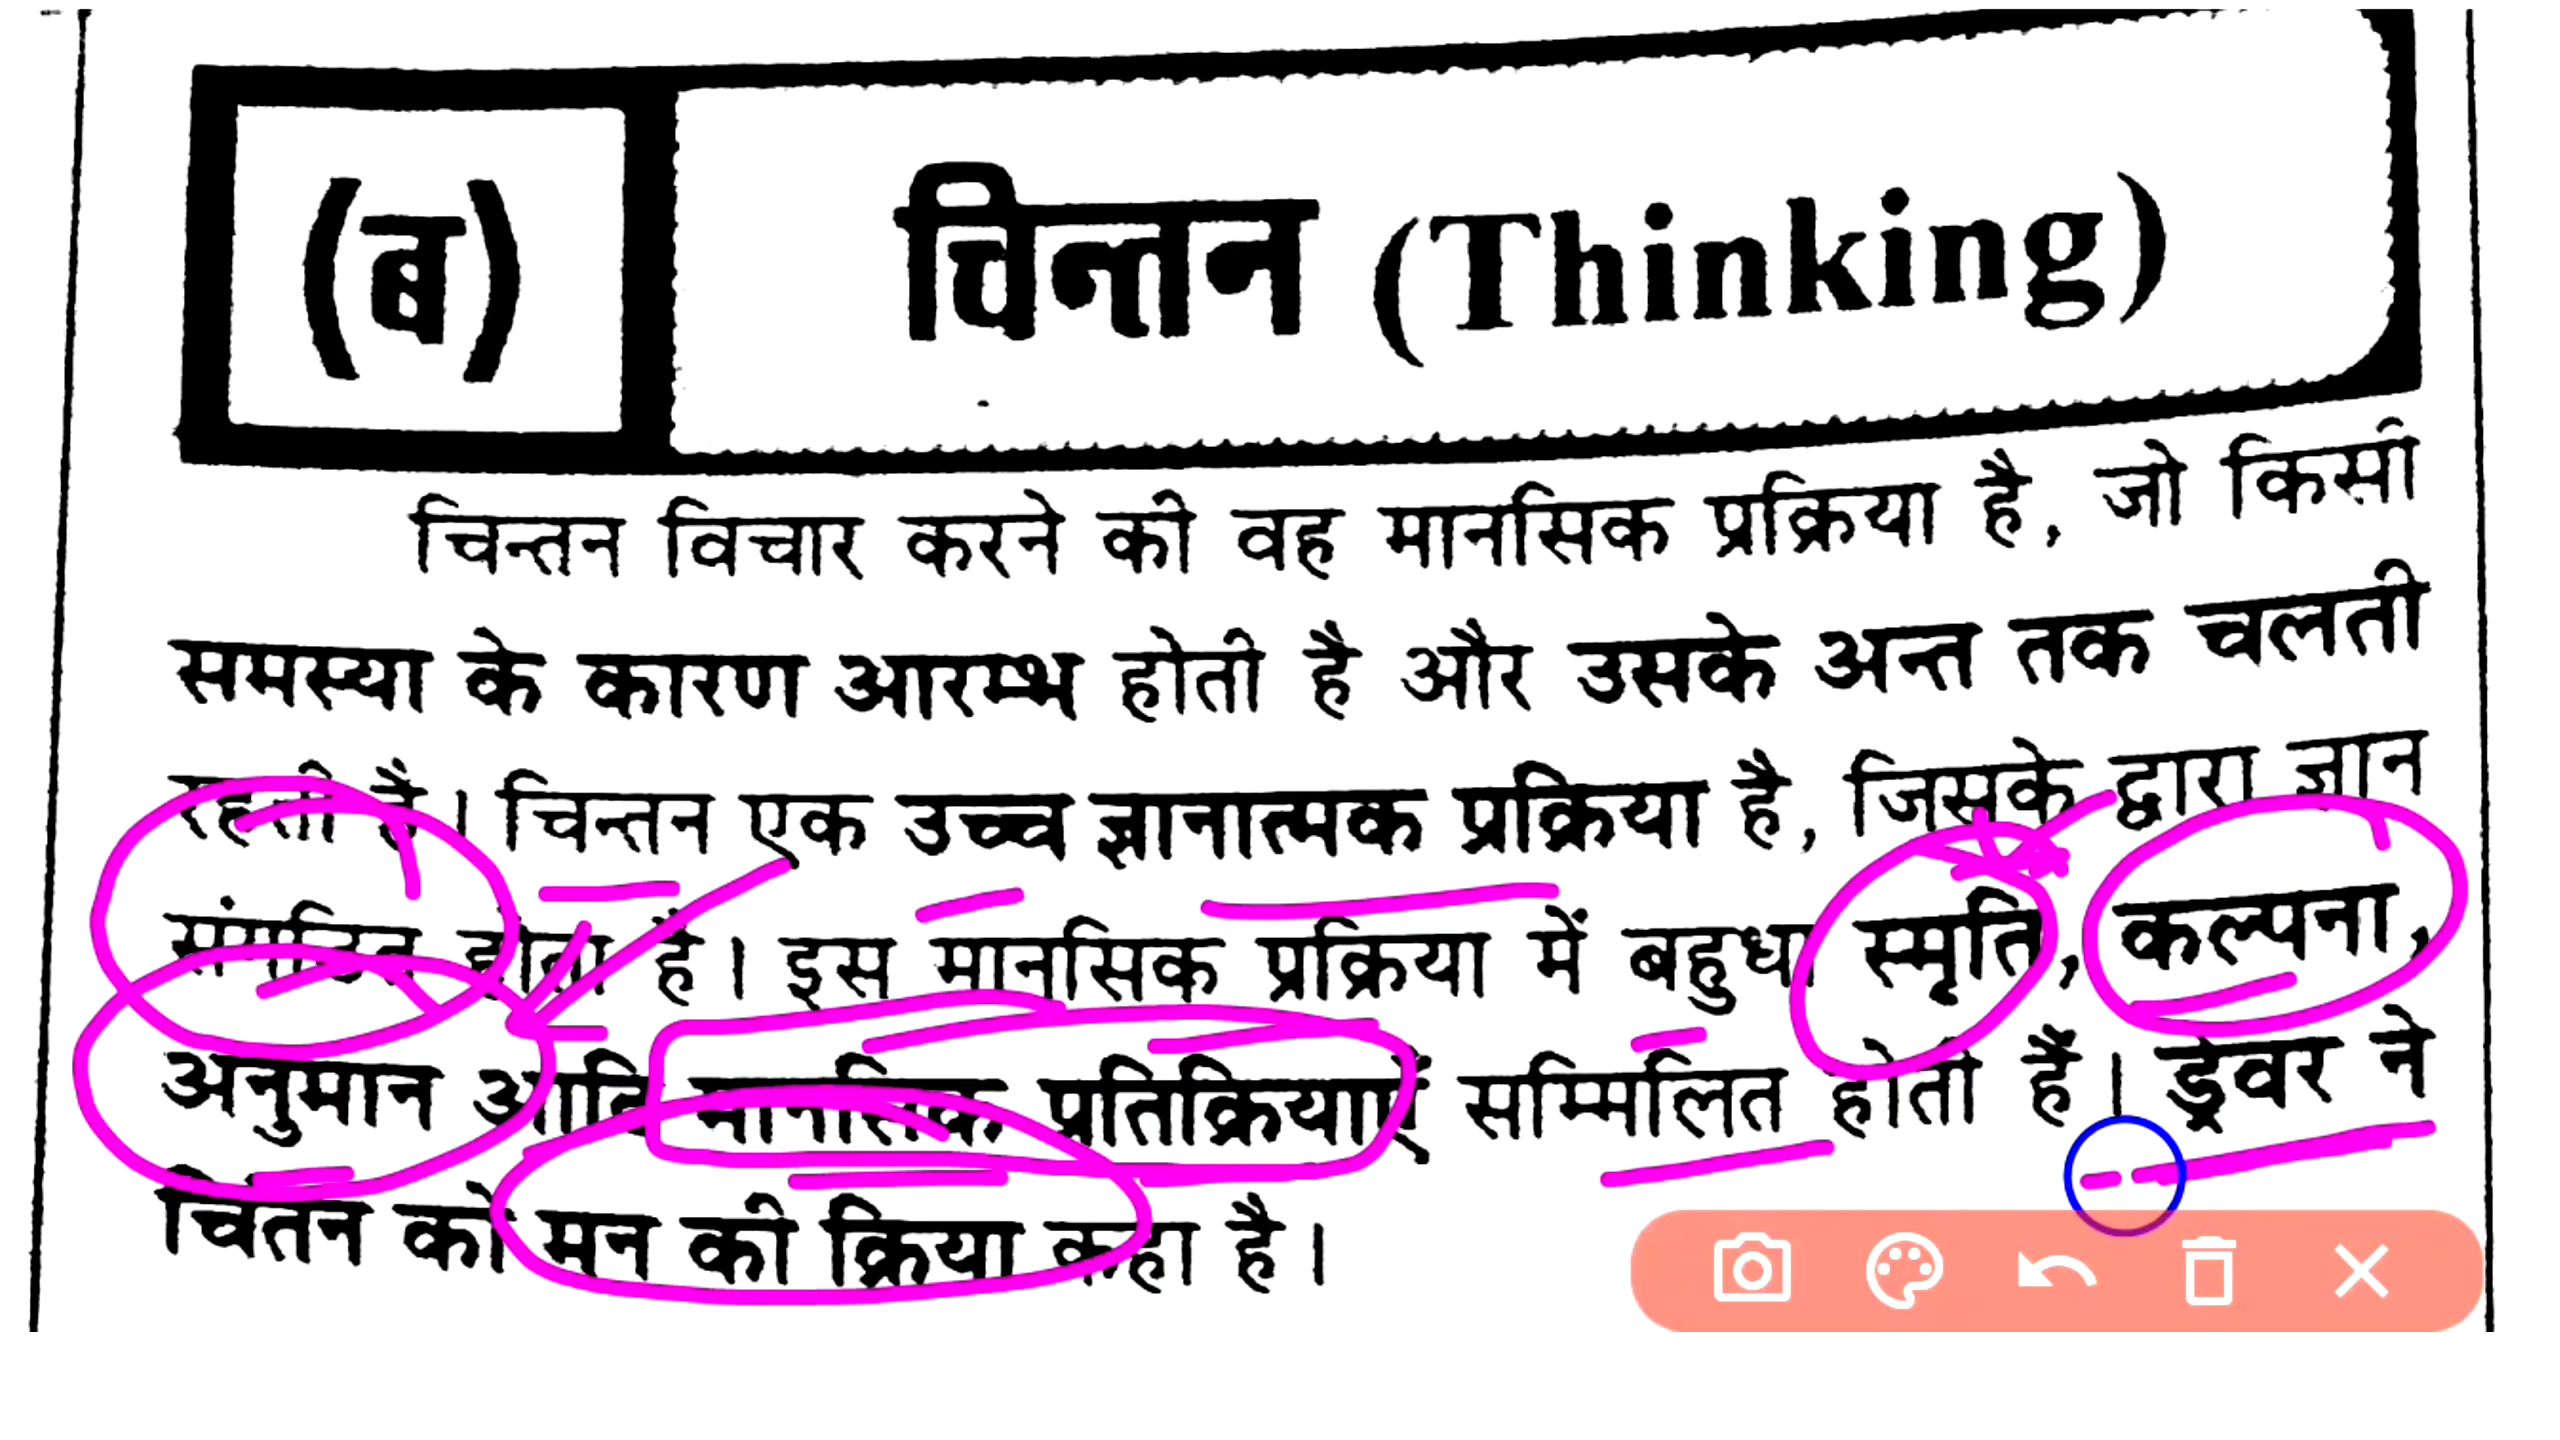 (ब)
चिन्तन (Thinking)
चिन्तन विचार करने की वह मानसिक प्रक्रिया है, जो किसी
समस्या के कारण आरम्भ होती है और उसके अन्त तक चलती
रहती है। चिन्तन एक उच्च ज्ञानात्मक प्रक्रिया है, जिसके द्वारा ज्ञान
संगठित होता है। इस मानसिक प्रक्रिया में बहुधा स्मृति, कल्पना,
अनुमान आदि मानसिक प्रतिक्रियाएँ सम्मिलित होती हैं। ड्रेवर ने
चिंतन को मन की क्रिया कहा है।